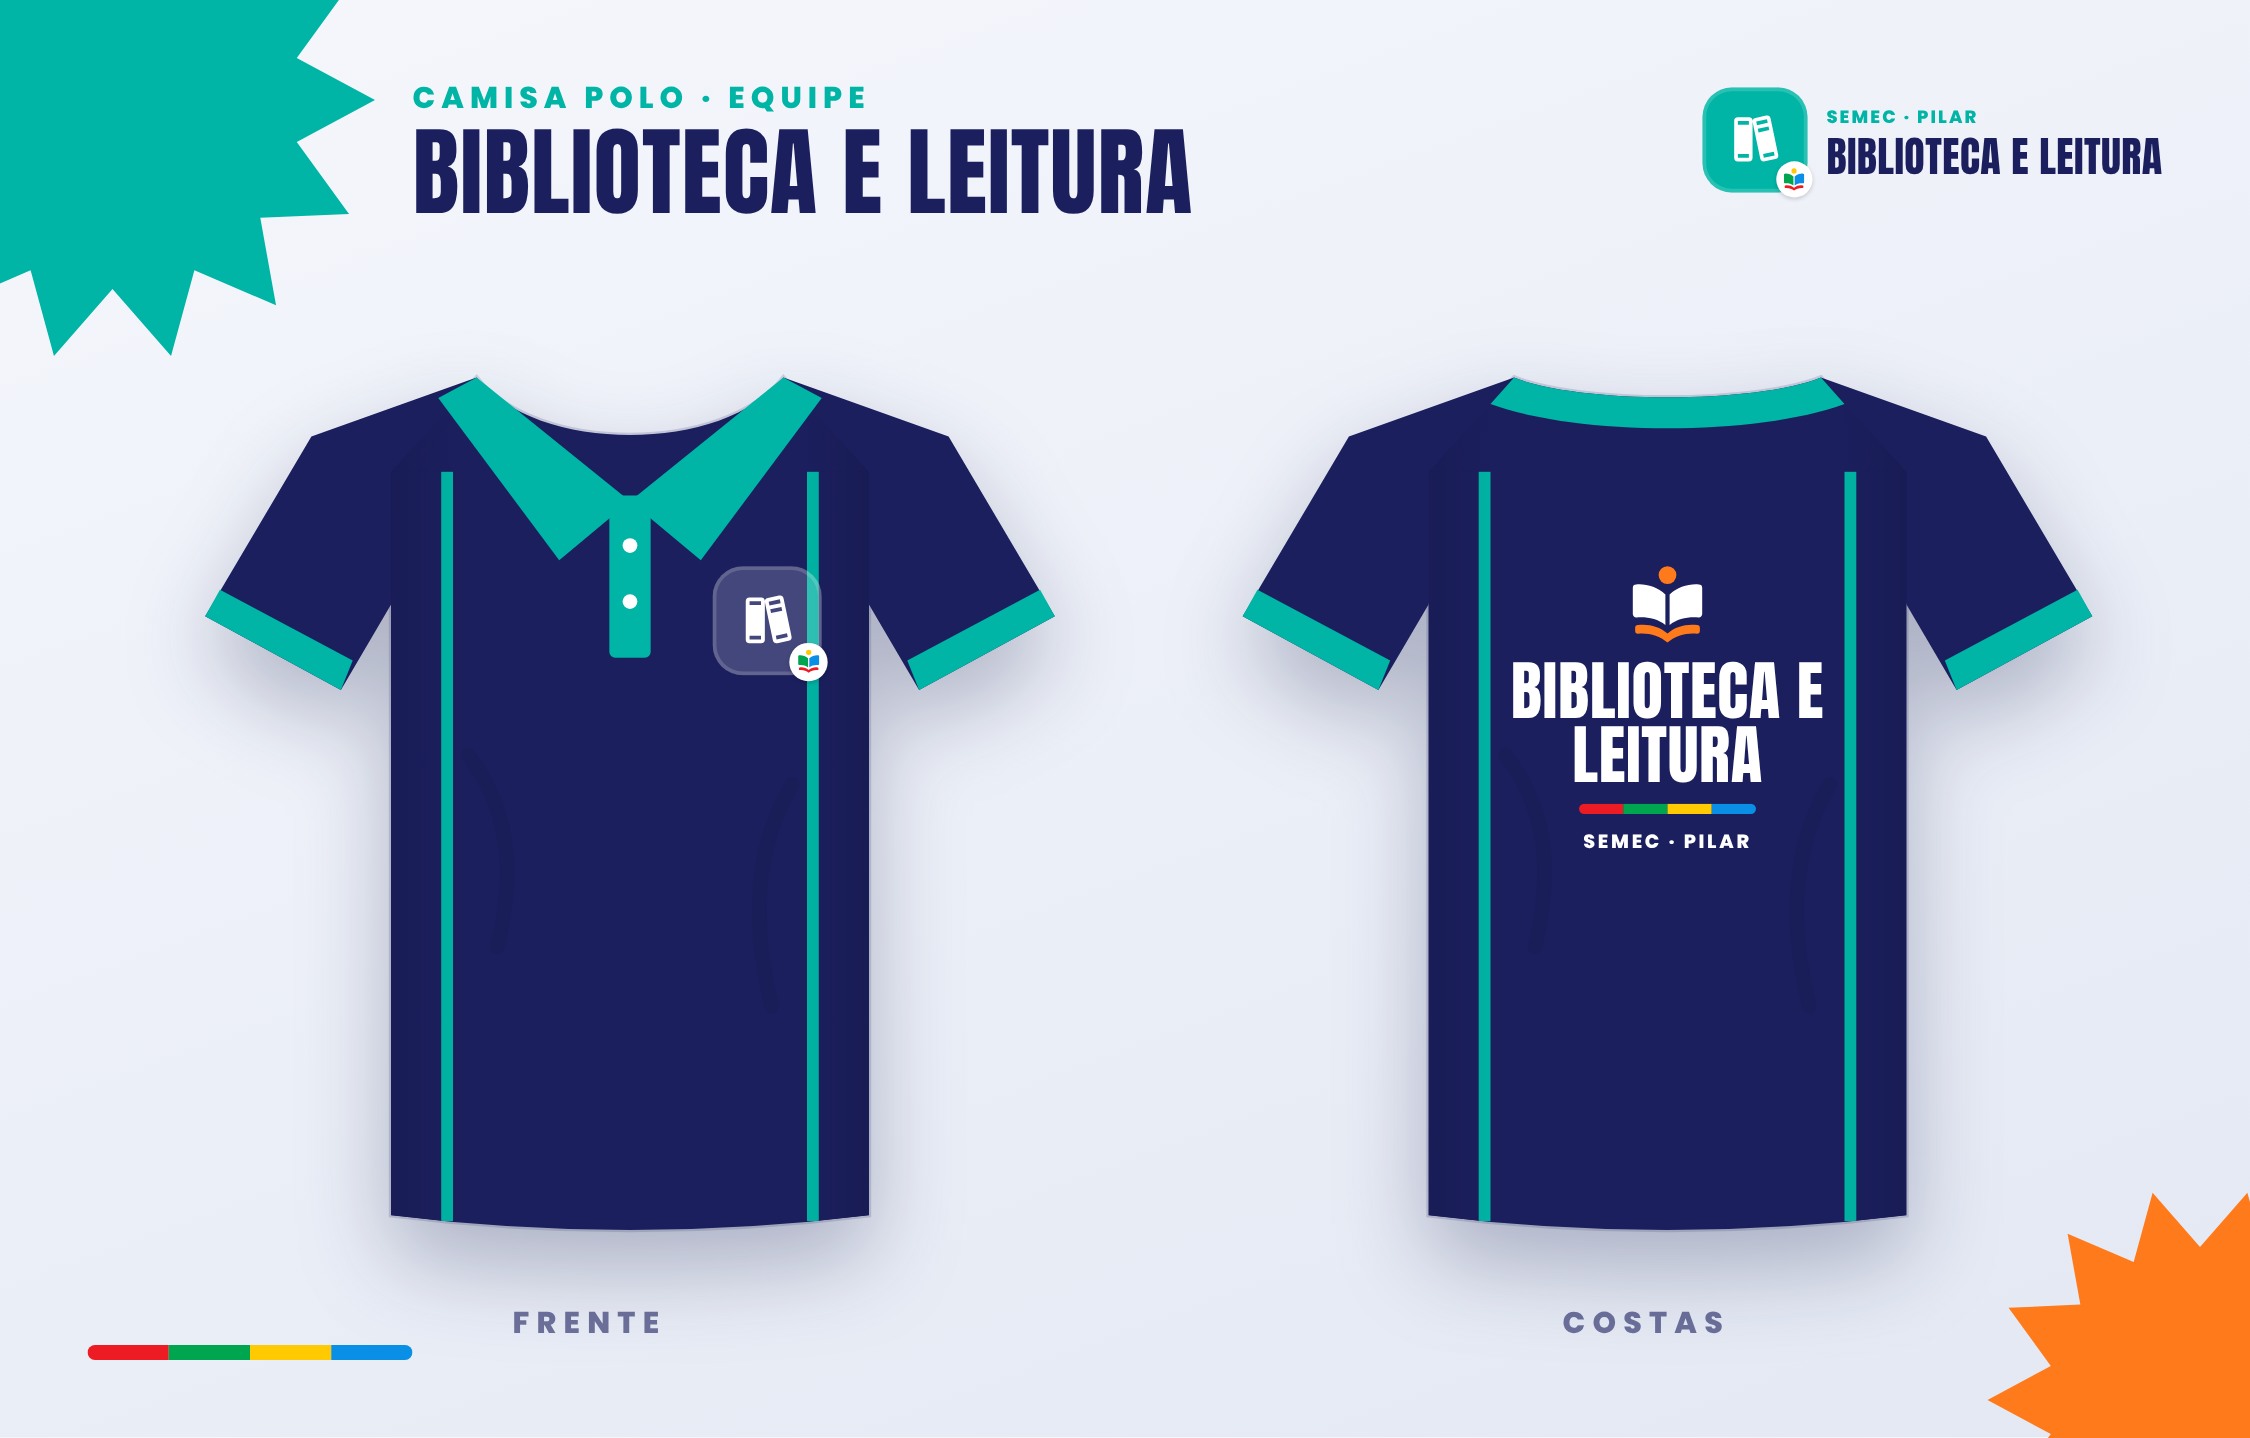 CAMISA POLO · EQUIPE
BIBLIOTECA E LEITURA
SEMEC · PILAR
BIBLIOTECA E LEITURA
BIBLIOTECA E
LEITURA
SEMEC · PILAR
FRENTE
COSTAS